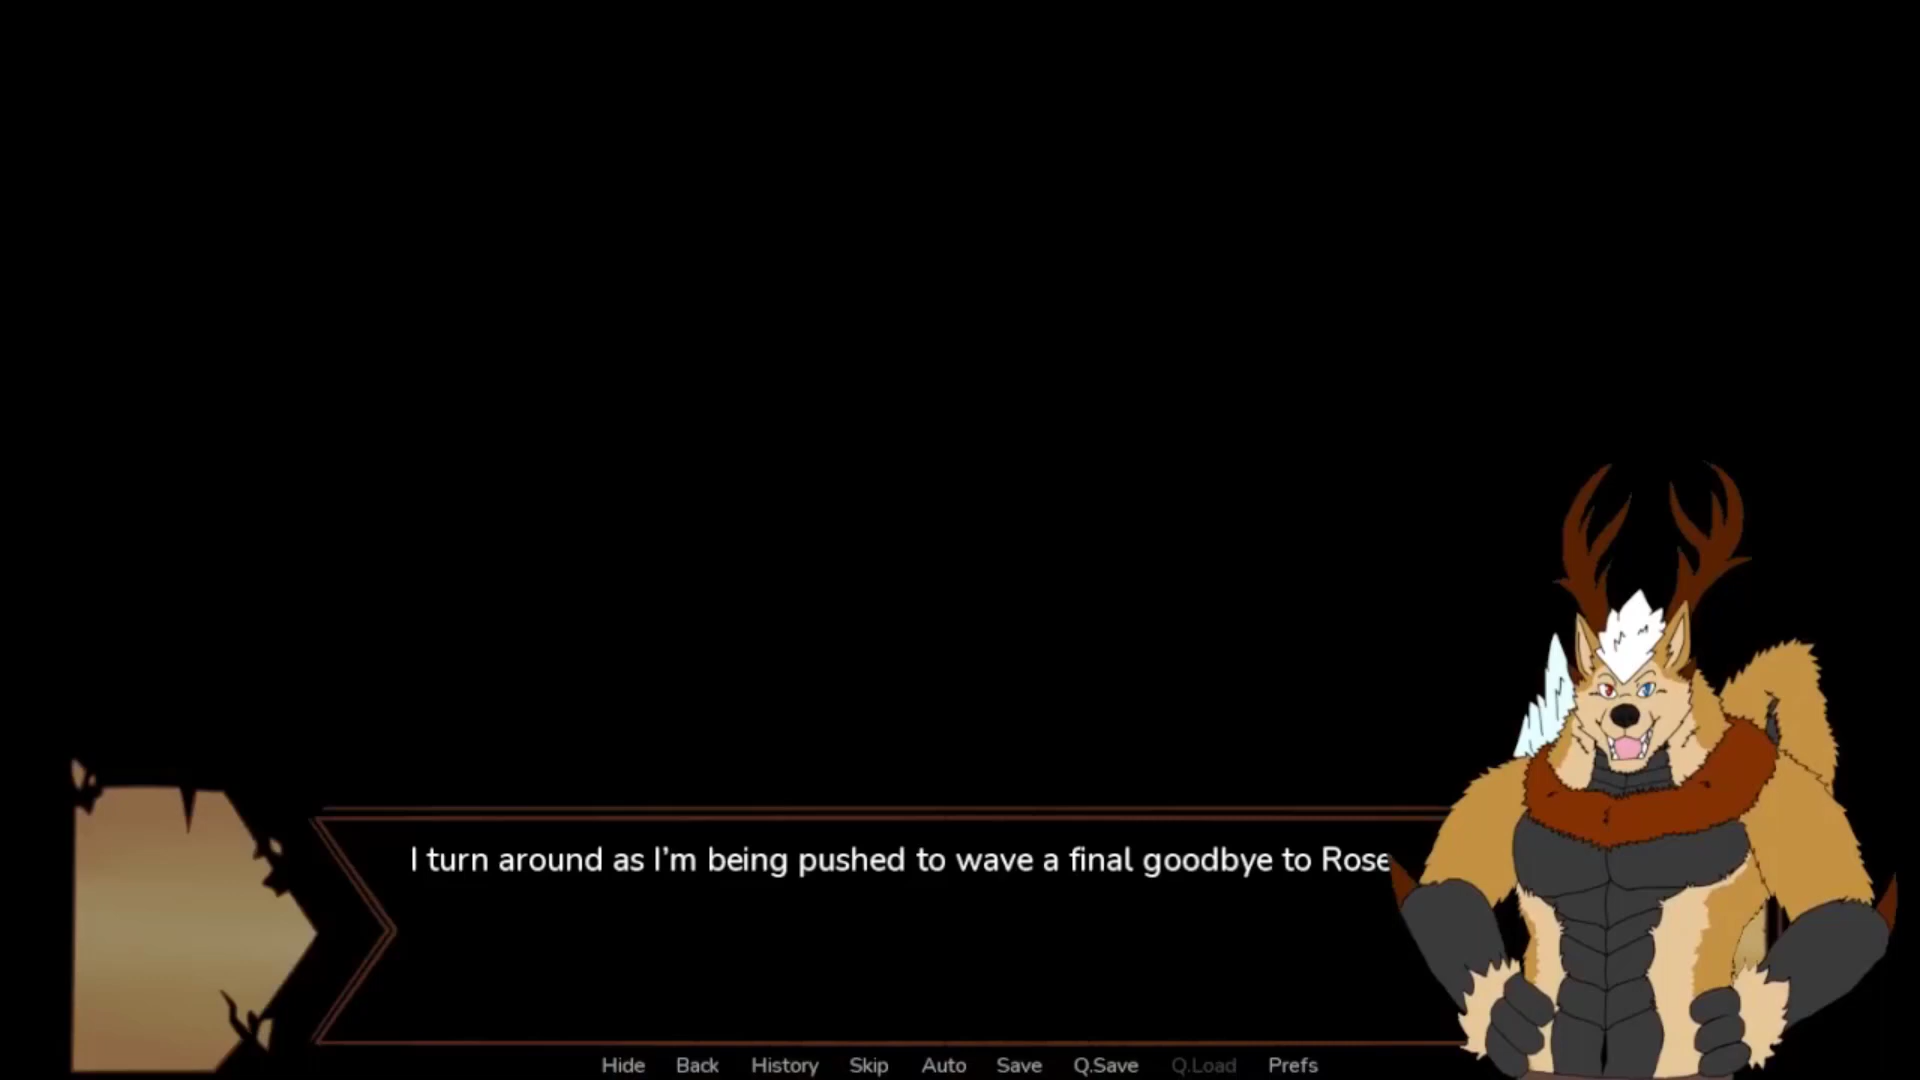 I turn around as I’m being pushed to wave a final goodbye to Rose
Hide Back History Skip Auto Save Q.Save Q.Load Prefs